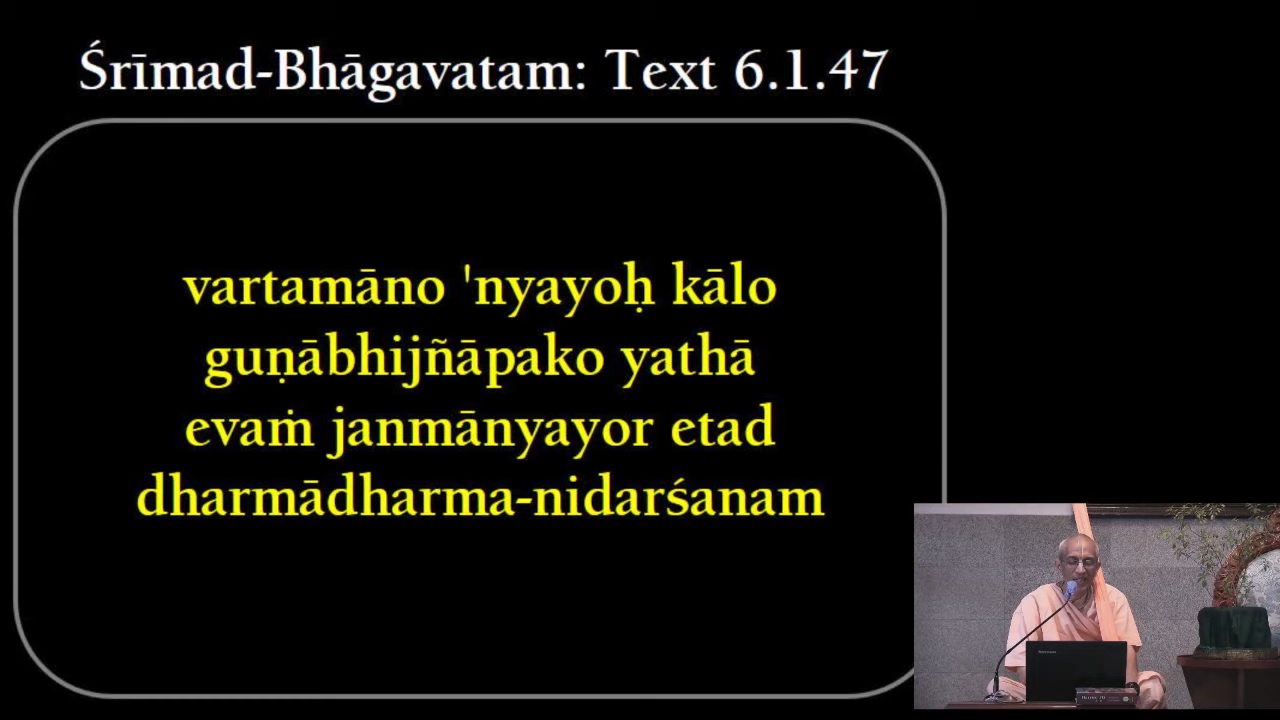 Śrīmad-Bhāgavatam: Text 6.1.47
vartamāno 'nyayoḥ kālo
guṇābhijñāpako yathā
evaṁ janmānyayor etad
dharmādharma-nidarśanam